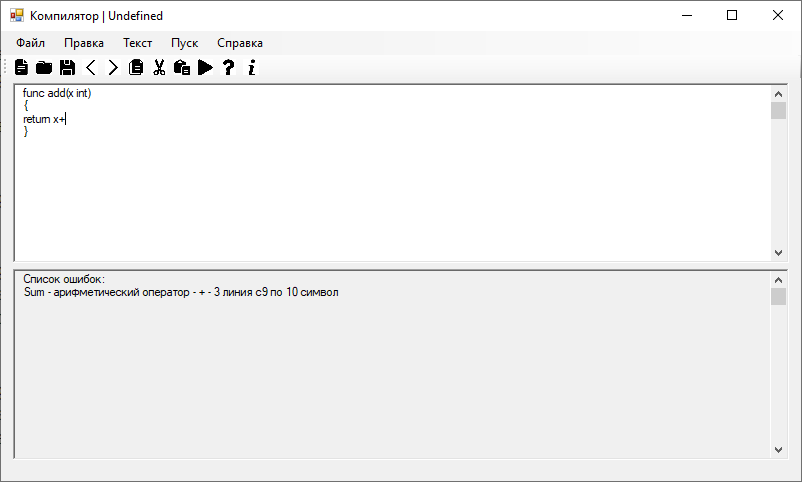 Компилятор | Undefined
Файл Правка Текст Пуск Справка
func add(x int)
{
return x+
}
Список ошибок:
Sum - арифметический оператор - + - 3 линия с9 по 10 символ